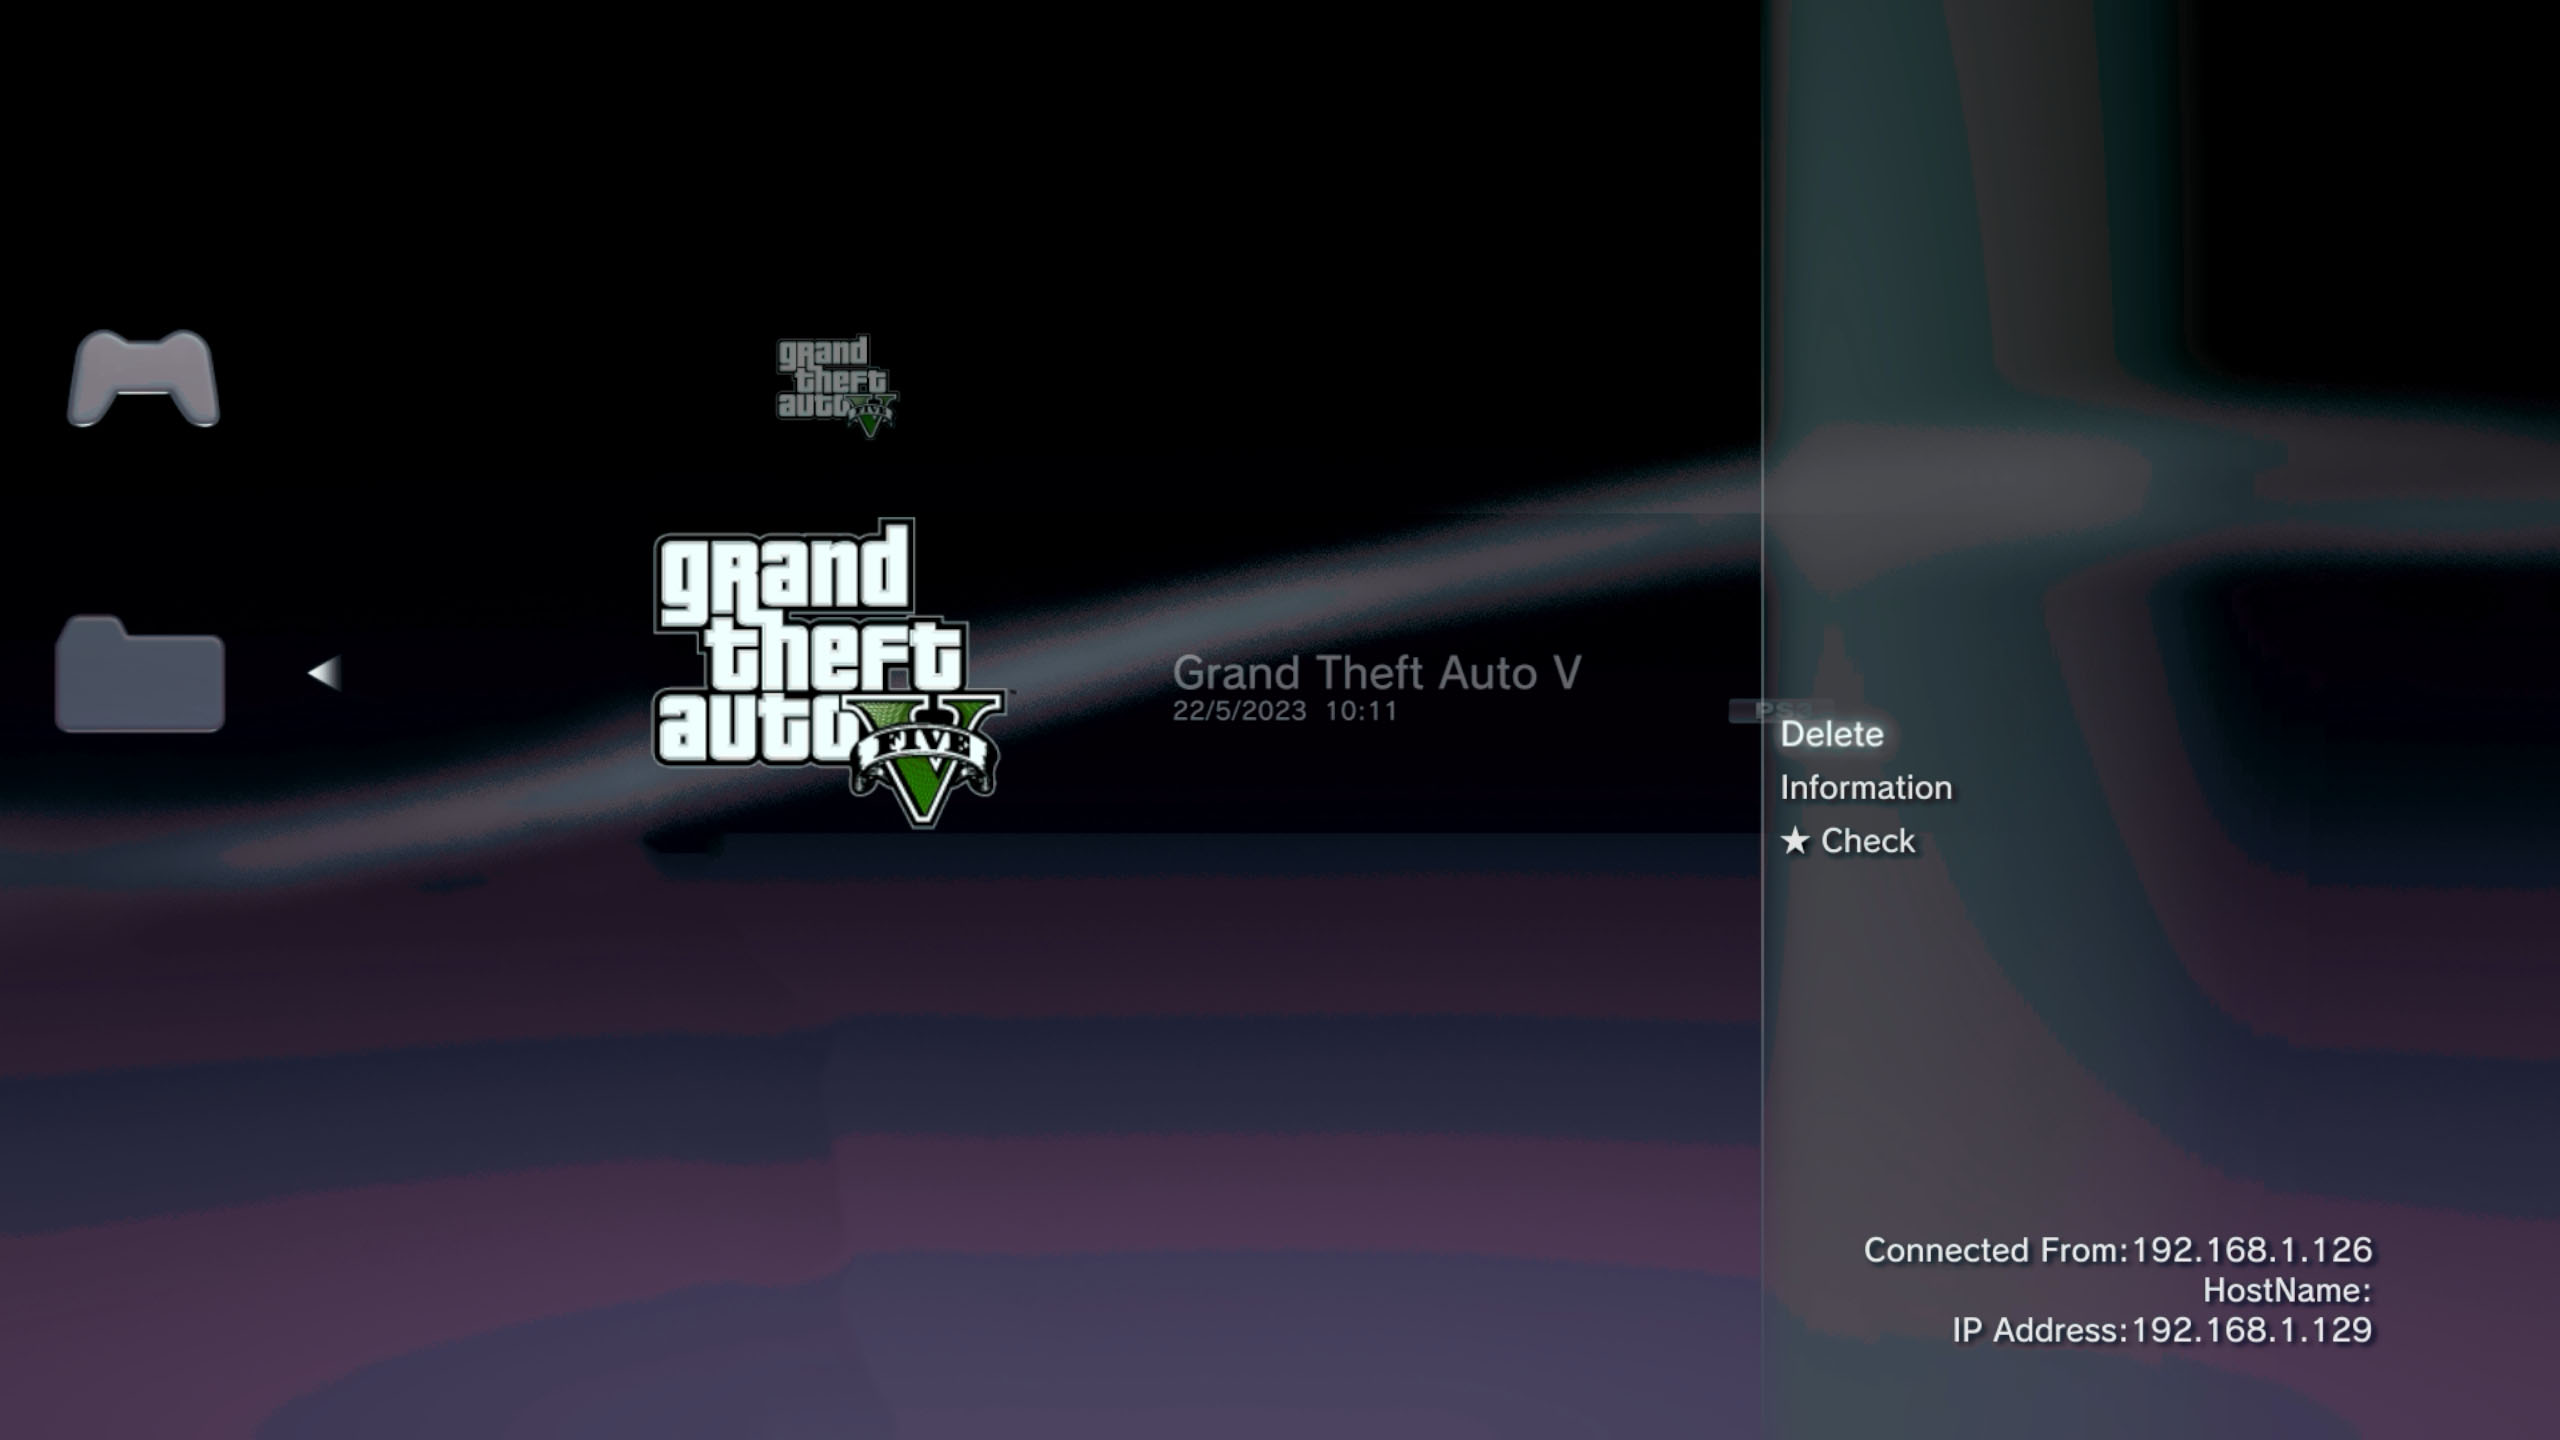 grand
theft
auto V
FIVE
grand
theft
auto V
FIVE
Grand Theft Auto V
22/5/2023 10:11
PS3
Delete
Information
★ Check
Connected From:192.168.1.126
HostName:
IP Address:192.168.1.129